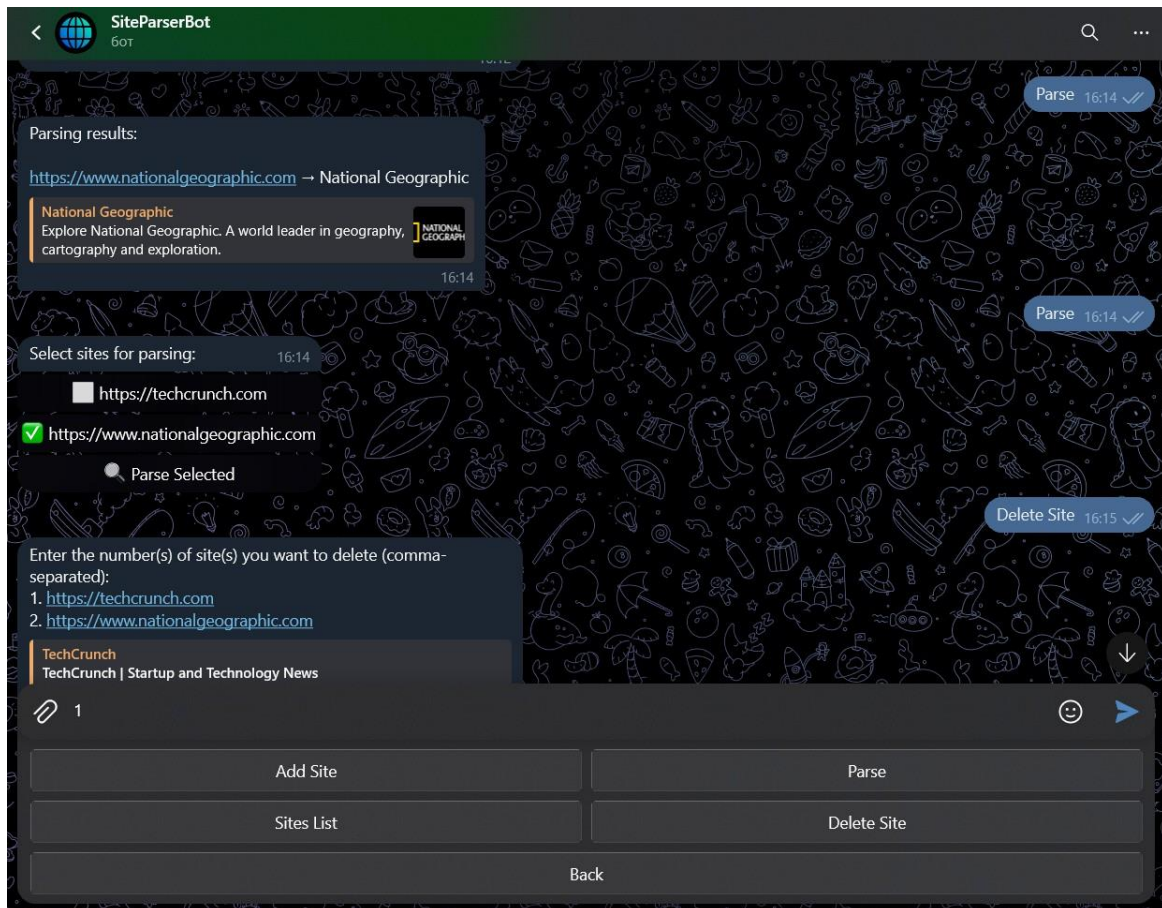 SiteParserBot
бот
Parse 16:14
Parsing results:
https://www.nationalgeographic.com → National Geographic
National Geographic
Explore National Geographic. A world leader in geography,
cartography and exploration.
NATIONAL
GEOGRAPH
16:14
Parse 16:14
Select sites for parsing: 16:14
https://techcrunch.com
https://www.nationalgeographic.com
Parse Selected
Delete Site 16:15
Enter the number(s) of site(s) you want to delete (comma-
separated):
1. https://techcrunch.com
2. https://www.nationalgeographic.com
TechCrunch
TechCrunch | Startup and Technology News
1
Add Site
Parse
Sites List
Delete Site
Back